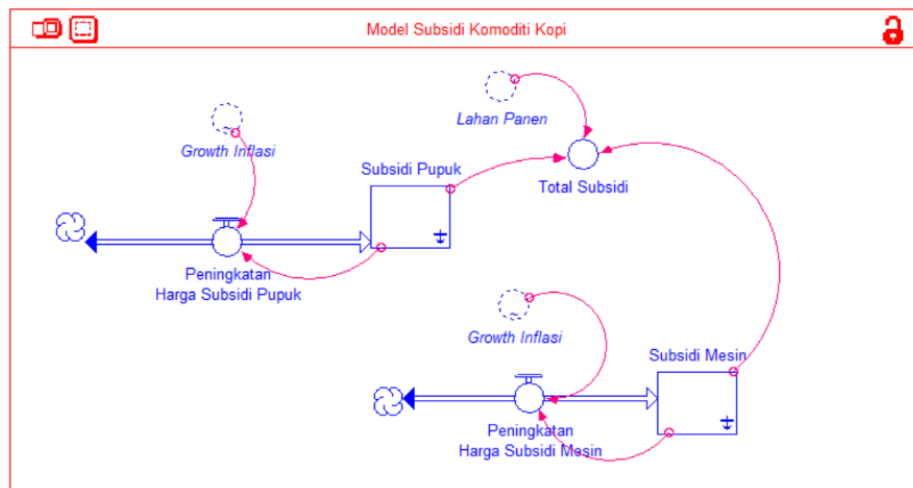 Model Subsidi Komoditi Kopi
Growth Inflasi
Lahan Panen
Subsidi Pupuk
Total Subsidi
Peningkatan
Harga Subsidi Pupuk
Growth Inflasi
Subsidi Mesin
Peningkatan
Harga Subsidi Mesin